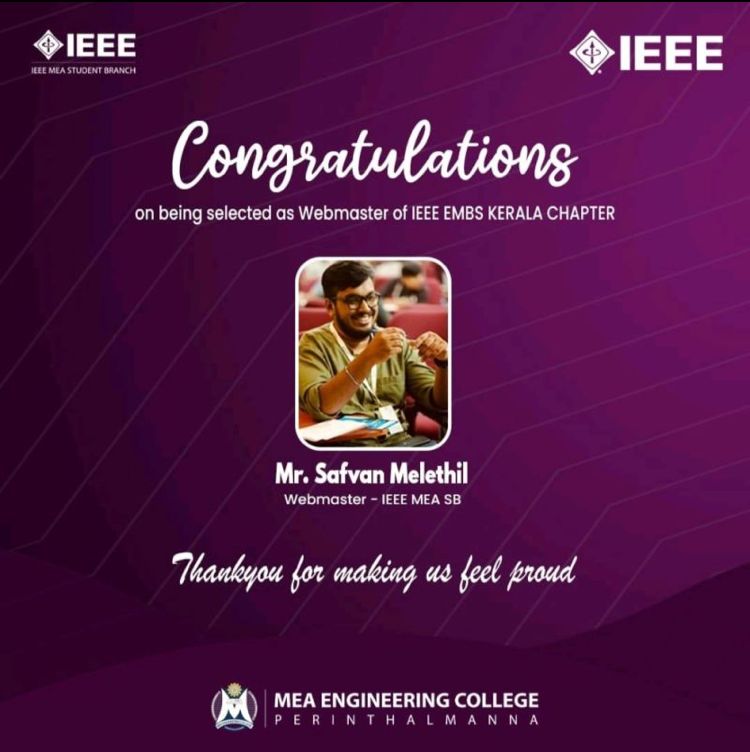 IEEE
IEEE MEA STUDENT BRANCH
IEEE
Congratulations
on being selected as Webmaster of IEEE EMBS KERALA CHAPTER
Mr. Safvan Melethil
Webmaster - IEEE MEA SB
Thankyou for making us feel proud
MEA ENGINEERING COLLEGE
PERINTHALMANNA